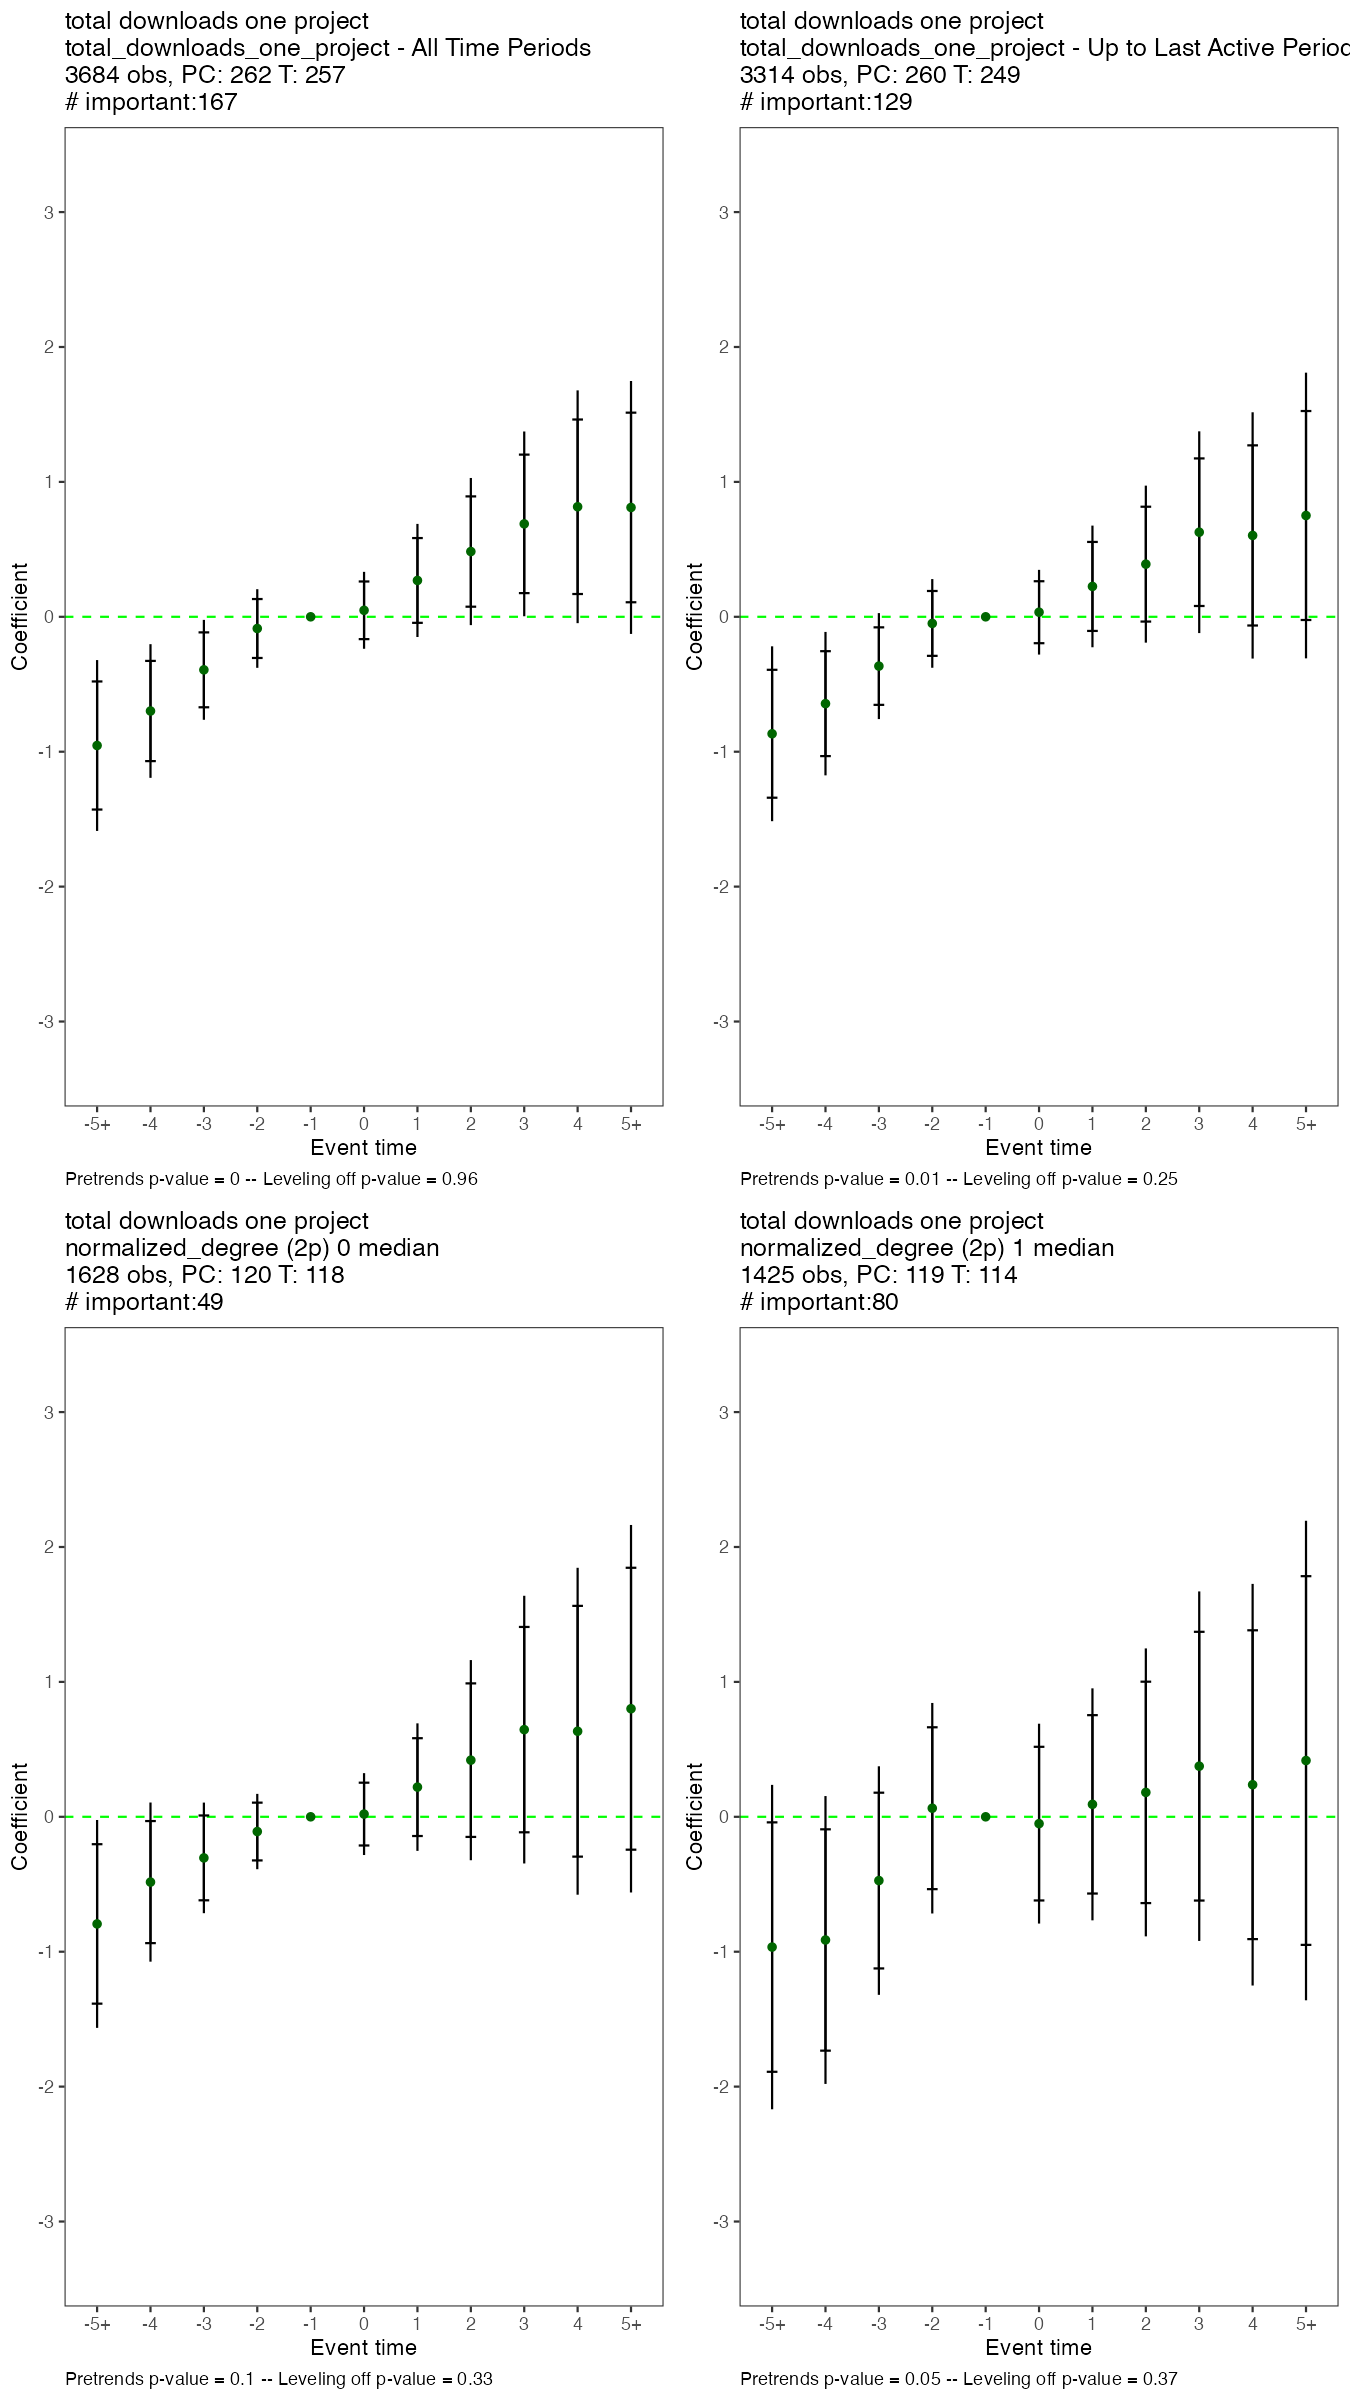 total downloads one project
total_downloads_one_project - All Time Periods
3684 obs, PC: 262 T: 257
# important:167
Coefficient
3
2
1
0
-1
-2
-3
-5+ -4 -3 -2 -1 0 1 2 3 4 5+
Event time
Pretrends p-value = 0 -- Leveling off p-value = 0.96
total downloads one project
total_downloads_one_project - Up to Last Active Period
3314 obs, PC: 260 T: 249
# important:129
Coefficient
3
2
1
0
-1
-2
-3
-5+ -4 -3 -2 -1 0 1 2 3 4 5+
Event time
Pretrends p-value = 0.01 -- Leveling off p-value = 0.25
total downloads one project
normalized_degree (2p) 0 median
1628 obs, PC: 120 T: 118
# important:49
Coefficient
3
2
1
0
-1
-2
-3
-5+ -4 -3 -2 -1 0 1 2 3 4 5+
Event time
Pretrends p-value = 0.1 -- Leveling off p-value = 0.33
total downloads one project
normalized_degree (2p) 1 median
1425 obs, PC: 119 T: 114
# important:80
Coefficient
3
2
1
0
-1
-2
-3
-5+ -4 -3 -2 -1 0 1 2 3 4 5+
Event time
Pretrends p-value = 0.05 -- Leveling off p-value = 0.37